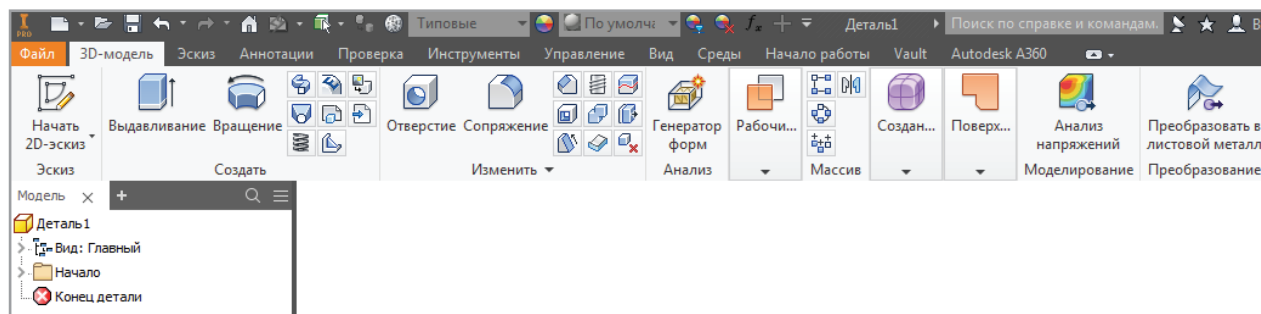 PRO Типовые По умолча fx Деталь1 Поиск по справке и командам. В
Файл 3D-модель Эскиз Аннотации Проверка Инструменты Управление Вид Среды Начало работы Vault Autodesk A360
Начать Выдавливание Вращение Отверстие Сопряжение Генератор Рабочи... Создан... Поверх... Анализ Преобразовать в
2D-эскиз форм напряжений листовой металл
Эскиз Создать Изменить Анализ Массив Моделирование Преобразование
Модель × +
Деталь1
Вид: Главный
Начало
Конец детали